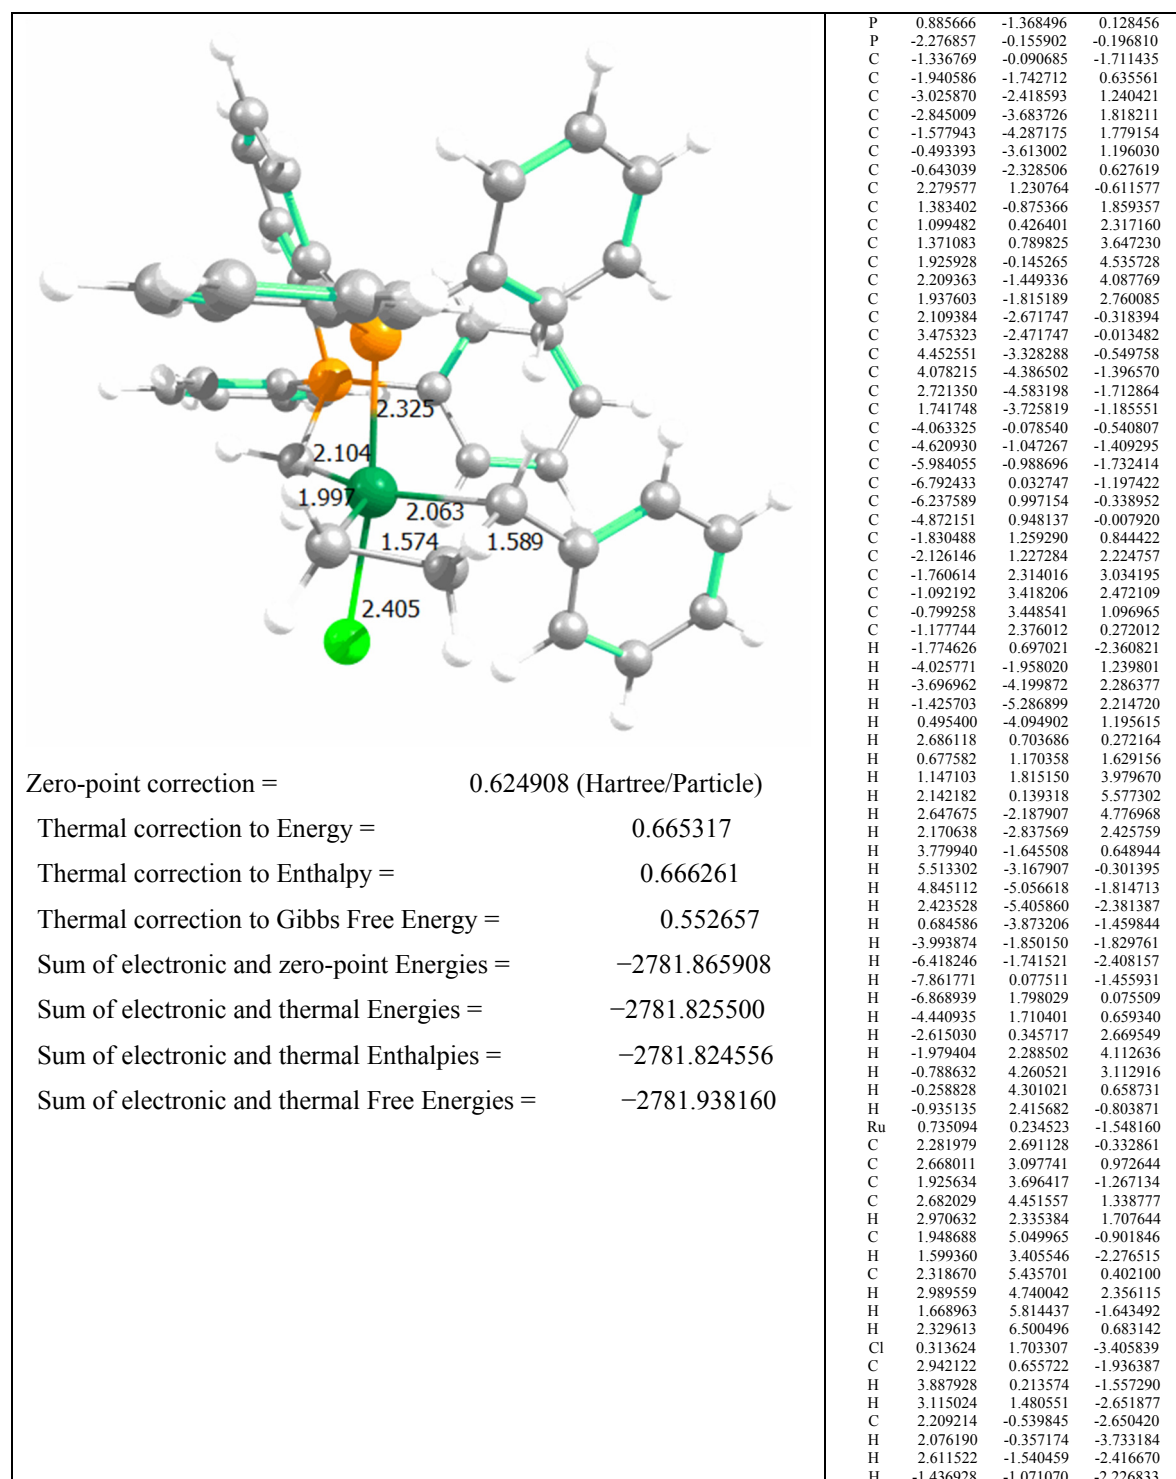 2.325
2.104
1.997
2.063
1.574
1.589
2.405
Zero-point correction = 0.624908 (Hartree/Particle)
Thermal correction to Energy = 0.665317
Thermal correction to Enthalpy = 0.666261
Thermal correction to Gibbs Free Energy = 0.552657
Sum of electronic and zero-point Energies = −2781.865908
Sum of electronic and thermal Energies = −2781.825500
Sum of electronic and thermal Enthalpies = −2781.824556
Sum of electronic and thermal Free Energies = −2781.938160
P 0.885666 -1.368496 0.128456
P -2.276857 -0.155902 -0.196810
C -1.336769 -0.090685 -1.711435
C -1.940586 -1.742712 0.635561
C -3.025870 -2.418593 1.240421
C -2.845009 -3.683726 1.818211
C -1.577943 -4.287175 1.779154
C -0.493393 -3.613002 1.196030
C -0.643039 -2.328506 0.627619
C 2.279577 1.230764 -0.611577
C 1.383402 -0.875366 1.859357
C 1.099482 0.426401 2.317160
C 1.371083 0.789825 3.647230
C 1.925928 -0.145265 4.535728
C 2.209363 -1.449336 4.087769
C 1.937603 -1.815189 2.760085
C 2.109384 -2.671747 -0.318394
C 3.475323 -2.471747 -0.013482
C 4.452551 -3.328288 -0.549758
C 4.078215 -4.386502 -1.396570
C 2.721350 -4.583198 -1.712864
C 1.741748 -3.725819 -1.185551
C -4.063325 -0.078540 -0.540807
C -4.620930 -1.047267 -1.409295
C -5.984055 -0.988696 -1.732414
C -6.792433 0.032747 -1.197422
C -6.237589 0.997154 -0.338952
C -4.872151 0.948137 -0.007920
C -1.830488 1.259290 0.844422
C -2.126146 1.227284 2.224757
C -1.760614 2.314016 3.034195
C -1.092192 3.418206 2.472109
C -0.799258 3.448541 1.096965
C -1.177744 2.376012 0.272012
H -1.774626 0.697021 -2.360821
H -4.025771 -1.958020 1.239801
H -3.696962 -4.199872 2.286377
H -1.425703 -5.286899 2.214720
H 0.495400 -4.094902 1.195615
H 2.686118 0.703686 0.272164
H 0.677582 1.170358 1.629156
H 1.147103 1.815150 3.979670
H 2.142182 0.139318 5.577302
H 2.647675 -2.187907 4.776968
H 2.170638 -2.837569 2.425759
H 3.779940 -1.645508 0.648944
H 5.513302 -3.167907 -0.301395
H 4.845112 -5.056618 -1.814713
H 2.423528 -5.405860 -2.381387
H 0.684586 -3.873206 -1.459844
H -3.993874 -1.850150 -1.829761
H -6.418246 -1.741521 -2.408157
H -7.861771 0.077511 -1.455931
H -6.868939 1.798029 0.075509
H -4.440935 1.710401 0.659340
H -2.615030 0.345717 2.669549
H -1.979404 2.288502 4.112636
H -0.788632 4.260521 3.112916
H -0.258828 4.301021 0.658731
H -0.935135 2.415682 -0.803871
Ru 0.735094 0.234523 -1.548160
C 2.281979 2.691128 -0.332861
C 2.668011 3.097741 0.972644
C 1.925634 3.696417 -1.267134
C 2.682029 4.451557 1.338777
H 2.970632 2.335384 1.707644
C 1.948688 5.049965 -0.901846
H 1.599360 3.405546 -2.276515
C 2.318670 5.435701 0.402100
H 2.989559 4.740042 2.356115
H 1.668963 5.814437 -1.643492
H 2.329613 6.500496 0.683142
Cl 0.313624 1.703307 -3.405839
C 2.942122 0.655722 -1.936387
H 3.887928 0.213574 -1.557290
H 3.115024 1.480551 -2.651877
C 2.209214 -0.539845 -2.650420
H 2.076190 -0.357174 -3.733184
H 2.611522 -1.540459 -2.416670
H -1.436928 -1.071070 -2.226833